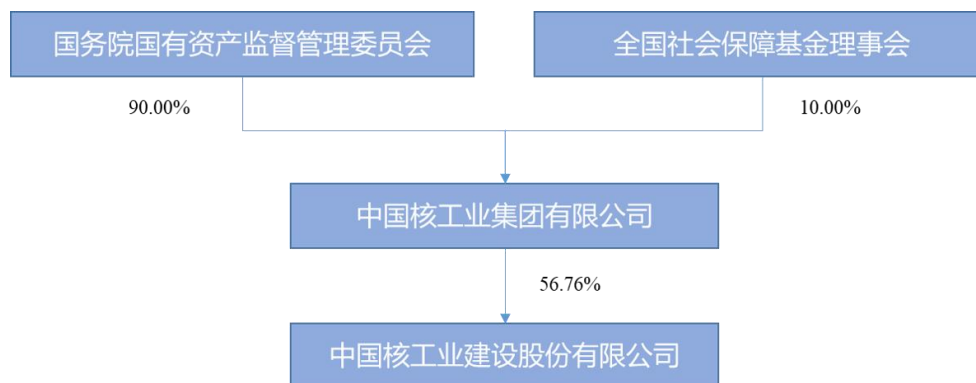 国务院国有资产监督管理委员会
全国社会保障基金理事会
90.00%
10.00%
中国核工业集团有限公司
56.76%
中国核工业建设股份有限公司